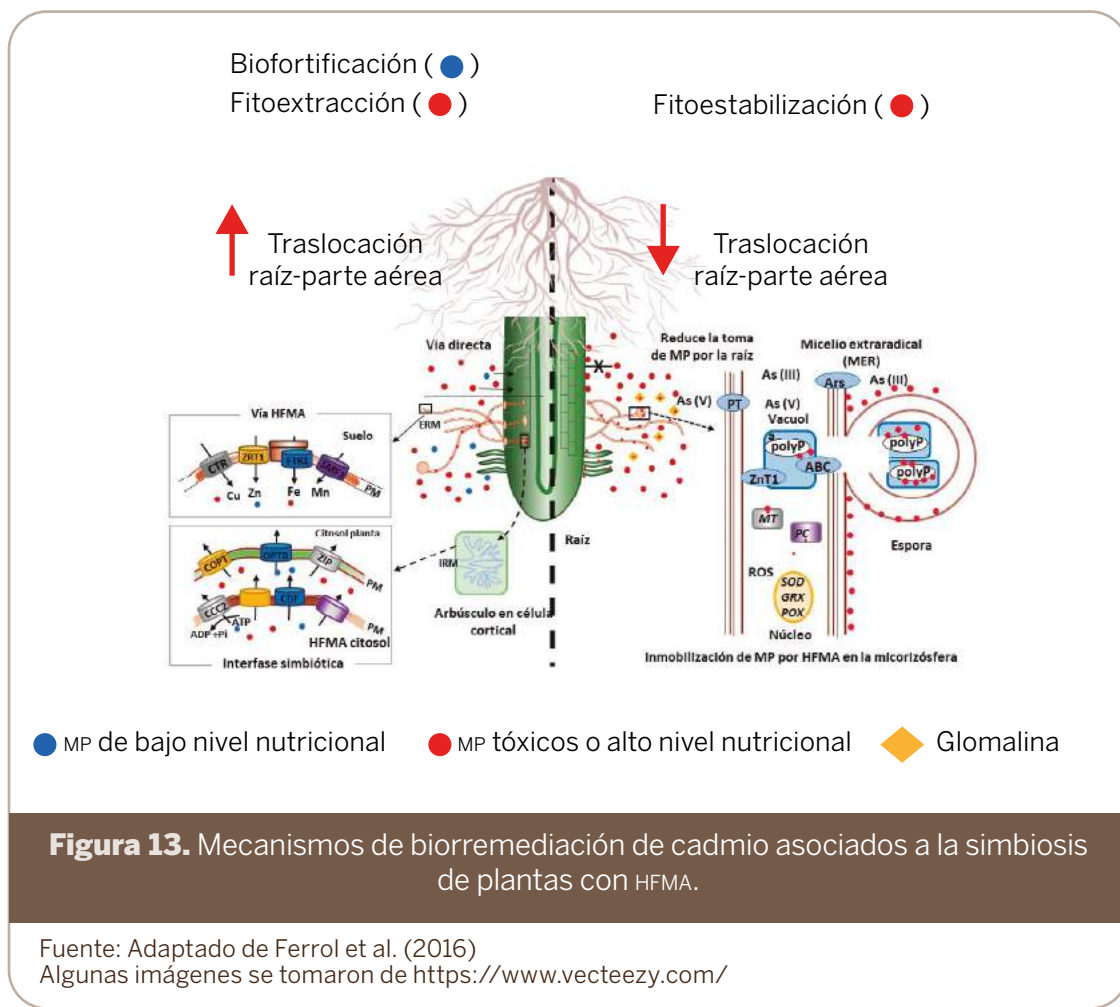 Biofortificación ( )
Fitoextracción ( )
Fitoestabilización ( )
Traslocación
raíz-parte aérea
Traslocación
raíz-parte aérea
Vía directa
Vía HFMA
Suelo
ERM
CTR
ZRT1
FTR1
PM
Cu
Zn
Fe
Mn
Citosol planta
COPT
OPT3
ZIP
PM
CCC2
CDF
ATP
ADP +Pi
PM
HFMA citosol
Interfase simbiótica
IRM
Arbúsculo en célula
cortical
Raíz
Reduce la toma
de MP por la raíz
Micelio extraradical
(MER)
As (III)
Ars
As (III)
As (V)
PT
As (V)
Vacuol
a
polyP
ABC
ZnT1
polyP
polyP
MT
PC
Espora
ROS
SOD
GRX
POX
Núcleo
Inmobilización de MP por HFMA en la micorizósfera
MP de bajo nivel nutricional
MP tóxicos o alto nivel nutricional
Glomalina
Figura 13. Mecanismos de biorremediación de cadmio asociados a la simbiosis
de plantas con HFMA.
Fuente: Adaptado de Ferrol et al. (2016)
Algunas imágenes se tomaron de https://www.vecteezy.com/